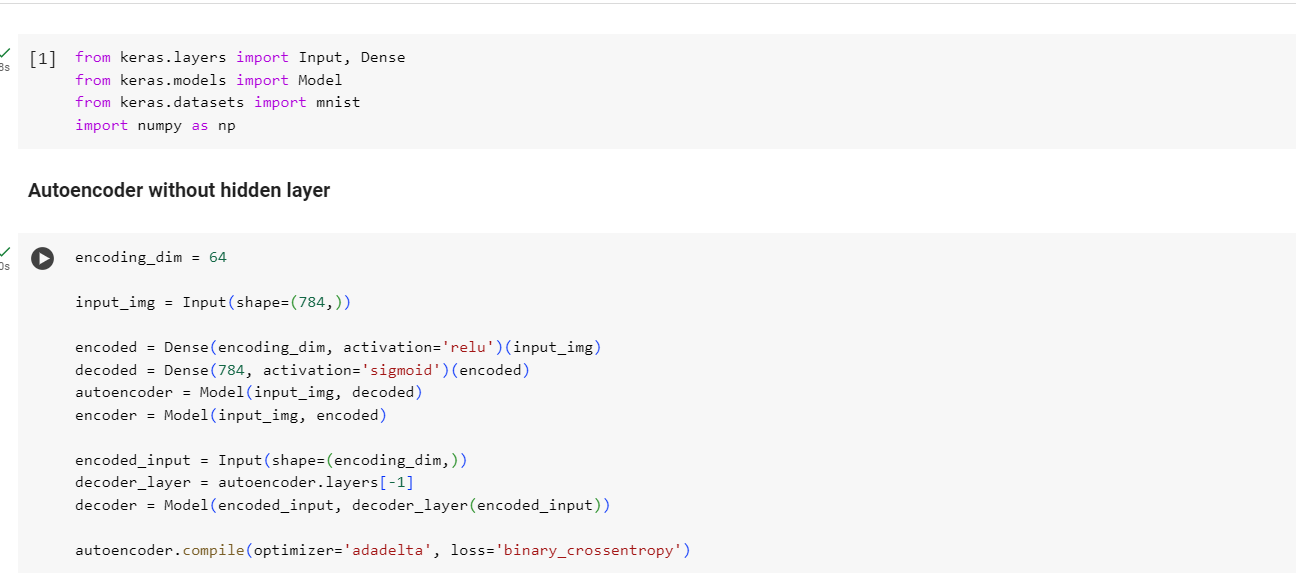 [1] from keras.layers import Input, Dense
from keras.models import Model
from keras.datasets import mnist
import numpy as np
Autoencoder without hidden layer
encoding_dim = 64
input_img = Input(shape=(784,))
encoded = Dense(encoding_dim, activation='relu')(input_img)
decoded = Dense(784, activation='sigmoid')(encoded)
autoencoder = Model(input_img, decoded)
encoder = Model(input_img, encoded)
encoded_input = Input(shape=(encoding_dim,))
decoder_layer = autoencoder.layers[-1]
decoder = Model(encoded_input, decoder_layer(encoded_input))
autoencoder.compile(optimizer='adadelta', loss='binary_crossentropy')